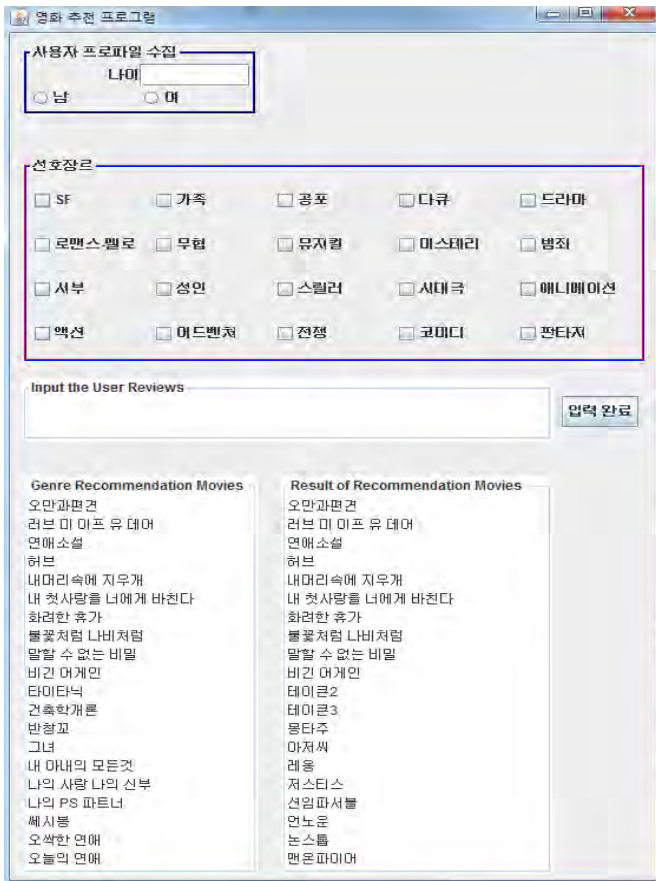 영화 추천 프로그램
사용자 프로파일 수집
나이
남 여
선호장르
SF 가족 공포 다큐 드라마
로맨스멜로 무협 뮤지컬 미스테리 범죄
서부 성인 스릴러 시대극 애니메이션
액션 어드벤쳐 전쟁 코미디 판타지
Input the User Reviews
입력 완료
Genre Recommendation Movies
오만과편견
러브 미 이프 유 데어
연애소설
허브
내머리속에 지우개
내 첫사랑을 너에게 바친다
화려한 휴가
불꽃처럼 나비처럼
말할 수 없는 비밀
비긴 어게인
타이타닉
건축학개론
반창꼬
그녀
내 아내의 모든것
나의 사랑 나의 신부
나의 PS 파트너
쎄시봉
오싹한 연애
오늘의 연애
Result of Recommendation Movies
오만과편견
러브 미 이프 유 데어
연애소설
허브
내머리속에 지우개
내 첫사랑을 너에게 바친다
화려한 휴가
불꽃처럼 나비처럼
말할 수 없는 비밀
비긴 어게인
테이큰2
테이큰3
몽타주
아저씨
레옹
저스티스
션임파서블
언노운
논스톱
맨온파이어